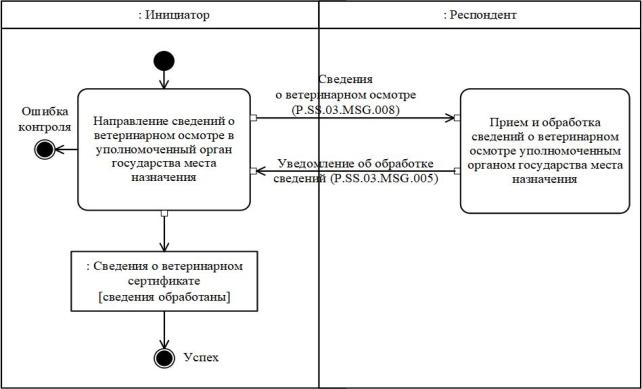 : Инициатор
: Респондент
Ошибка
контроля
Направление сведений о
ветеринарном осмотре в
уполномоченный орган
государства места
назначения
Сведения
о ветеринарном осмотре
(P.SS.03.MSG.008)
Уведомление об обработке
сведений (P.SS.03.MSG.005)
Прием и обработка
сведений о ветеринарном
осмотре уполномоченным
органом государства места
назначения
: Сведения о ветеринарном
сертификате
[сведения обработаны]
Успех